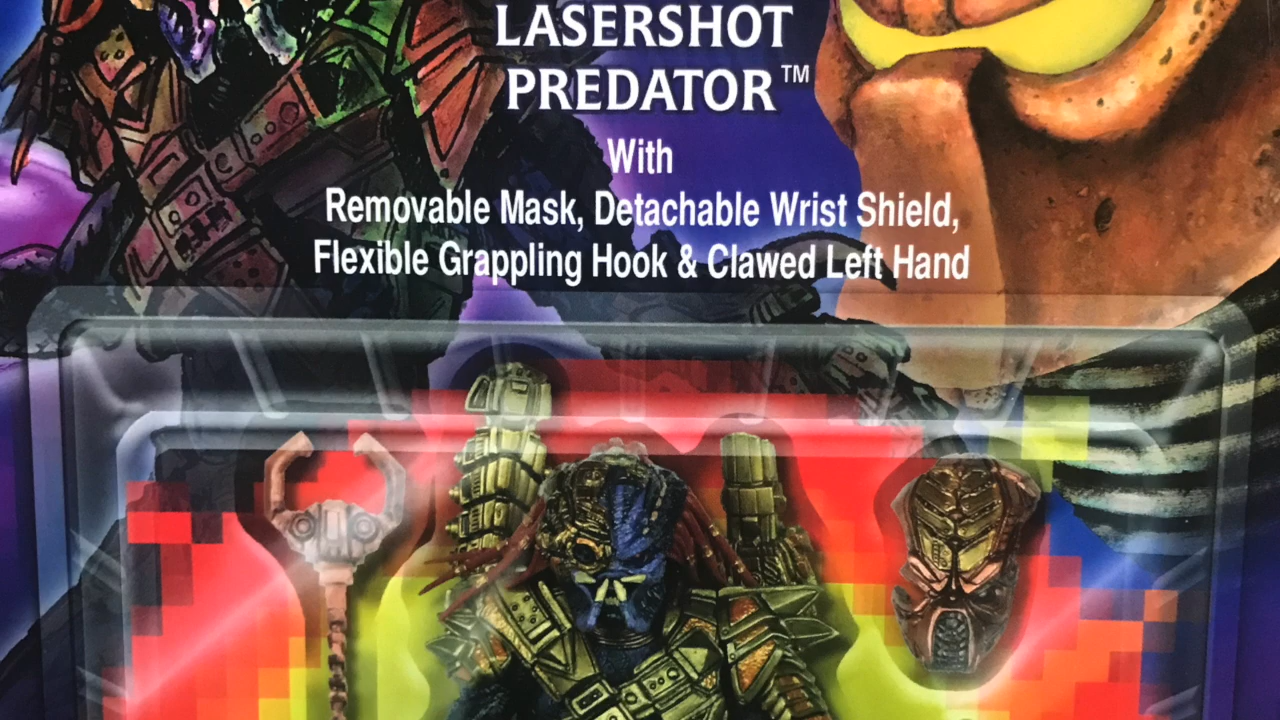 LASERSHOT
PREDATOR™
With
Removable Mask, Detachable Wrist Shield,
Flexible Grappling Hook & Clawed Left Hand